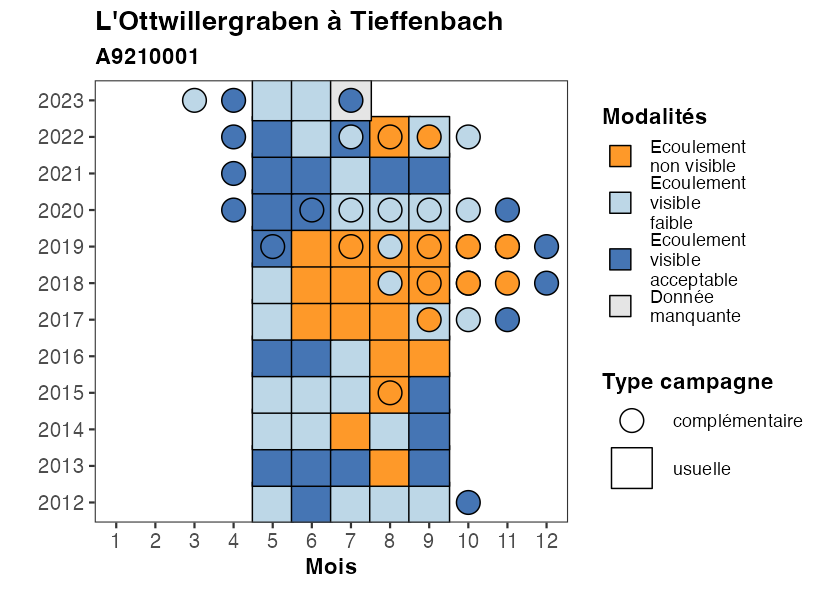 L'Ottwillergraben à Tieffenbach
A9210001
2023
2022
2021
2020
2019
2018
2017
2016
2015
2014
2013
2012
1 2 3 4 5 6 7 8 9 10 11 12
Mois
Modalités
Ecoulement
non visible
Ecoulement
visible
faible
Ecoulement
visible
acceptable
Donnée
manquante
Type campagne
complémentaire
usuelle